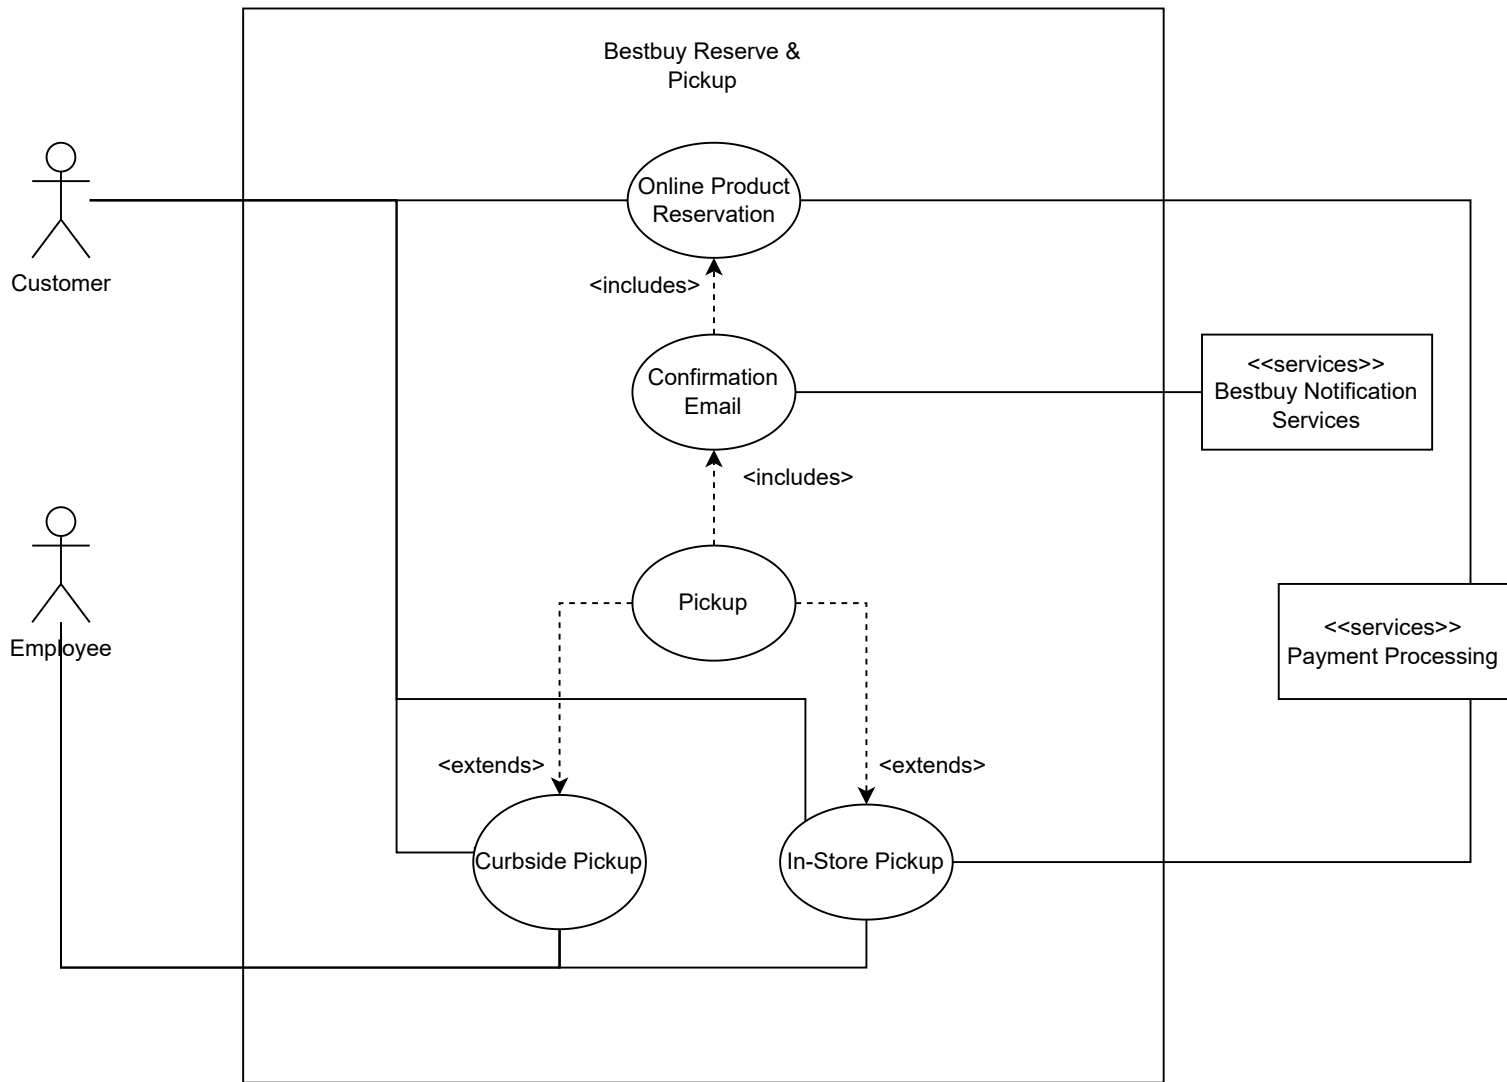 Bestbuy Reserve &
Pickup
Online Product
Reservation
Customer
<includes>
Confirmation
Email
<<services>>
Bestbuy Notification
Services
<includes>
Pickup
Employee
<<services>>
Payment Processing
<extends>
<extends>
Curbside Pickup
In-Store Pickup